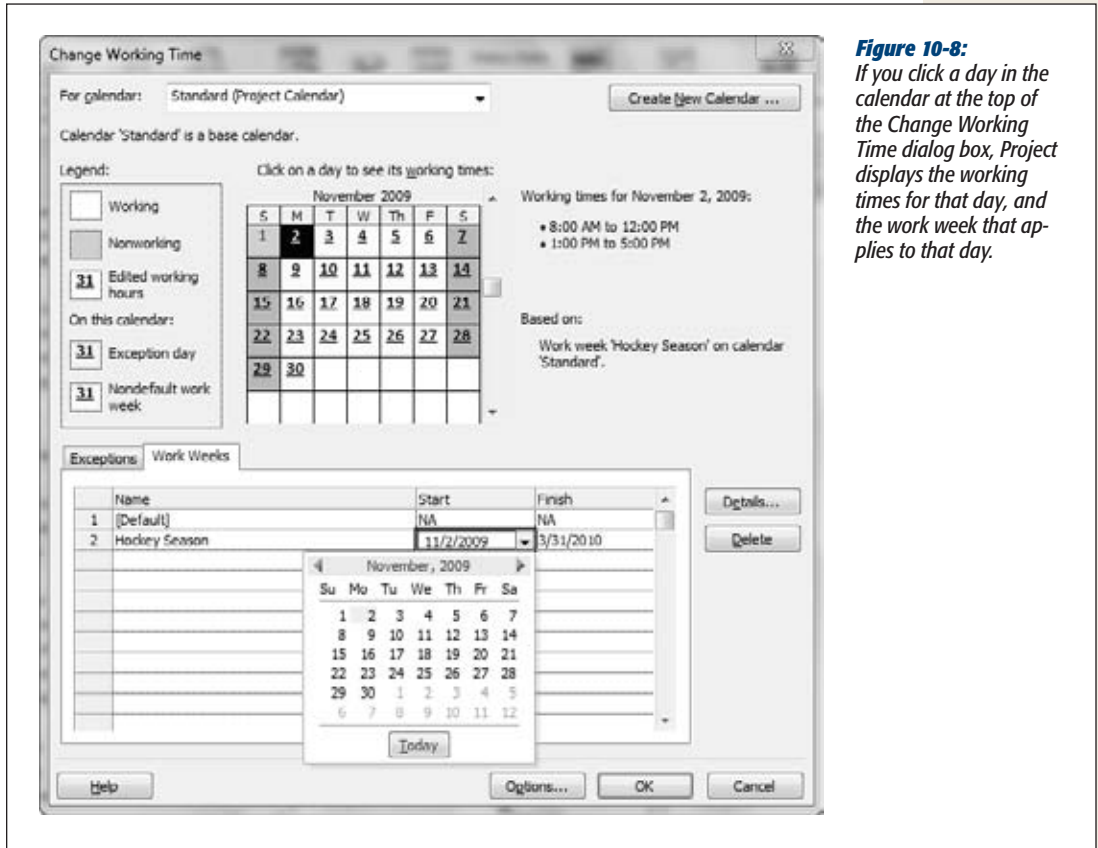 Change Working Time
For calendar: Standard (Project Calendar)
Create New Calendar ...
Calendar 'Standard' is a base calendar.
Legend:
Working
Nonworking
31 Edited working
hours
On this calendar:
31 Exception day
31 Nondefault work
week
Click on a day to see its working times:
November 2009
S M T W Th F S
1 2 3 4 5 6 7
8 9 10 11 12 13 14
15 16 17 18 19 20 21
22 23 24 25 26 27 28
29 30
Working times for November 2, 2009:
• 8:00 AM to 12:00 PM
• 1:00 PM to 5:00 PM
Based on:
Work week 'Hockey Season' on calendar
'Standard'.
Exceptions Work Weeks
Name Start Finish
1 [Default] NA NA
2 Hockey Season 11/2/2009 3/31/2010
November, 2009
Su Mo Tu We Th Fr Sa
1 2 3 4 5 6 7
8 9 10 11 12 13 14
15 16 17 18 19 20 21
22 23 24 25 26 27 28
29 30 1 2 3 4 5
6 7 8 9 10 11 12
Today
Details...
Delete
Help
Options...
OK
Cancel
Figure 10-8:
If you click a day in the
calendar at the top of
the Change Working
Time dialog box, Project
displays the working
times for that day, and
the work week that ap-
plies to that day.